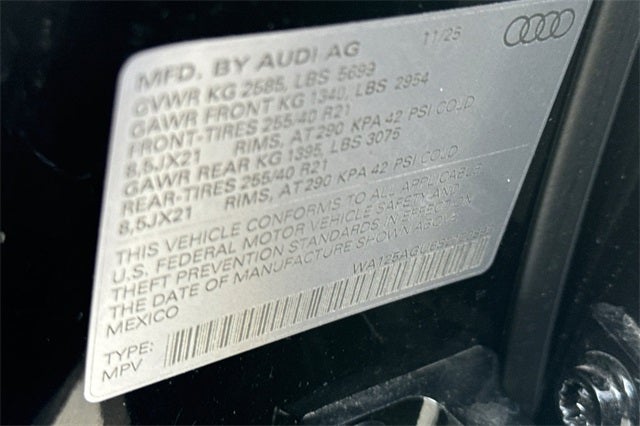 MFD. BY AUDI AG 11/25
GVWR KG 2585, LBS 5699
GAWR FRONT KG 1340, LBS 2954
FRONT-TIRES 255/40 R21
8,5JX21 RIMS, AT 290 KPA 42 PSI COLD
GAWR REAR KG 1395, LBS 3075
REAR-TIRES 255/40 R21
8,5JX21 RIMS, AT 290 KPA 42 PSI COLD
THIS VEHICLE CONFORMS TO ALL APPLICABLE
U.S. FEDERAL MOTOR VEHICLE SAFETY AND
THEFT PREVENTION STANDARDS IN EFFECT ON
THE DATE OF MANUFACTURE SHOWN ABOVE.
MEXICO
TYPE:
MPV